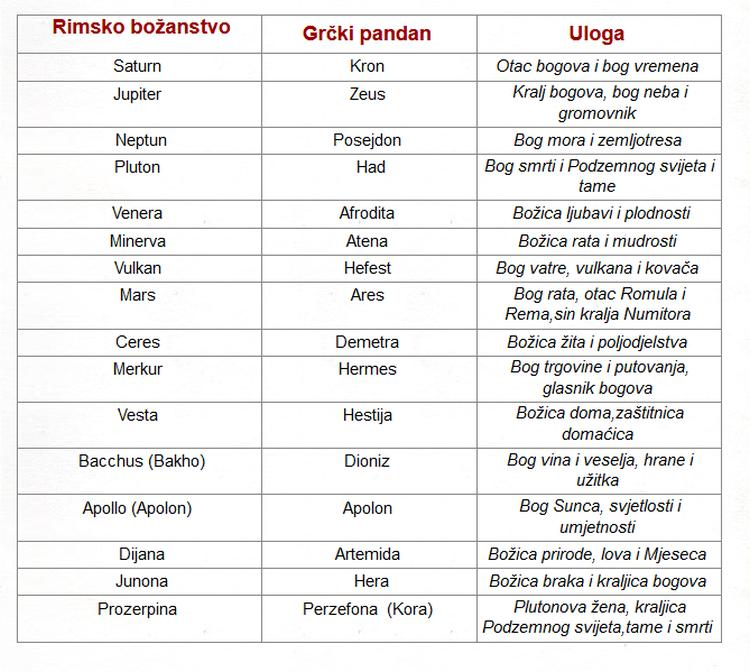 Rimsko božanstvo Grčki pandan Uloga
Saturn Kron Otac bogova i bog vremena
Jupiter Zeus Kralj bogova, bog neba i
gromovnik
Neptun Posejdon Bog mora i zemljotresa
Pluton Had Bog smrti i Podzemnog svijeta i
tame
Venera Afrodita Božica ljubavi i plodnosti
Minerva Atena Božica rata i mudrosti
Vulkan Hefest Bog vatre, vulkana i kovača
Mars Ares Bog rata, otac Romula i
Rema,sin kralja Numitora
Ceres Demetra Božica žita i poljodjelstva
Merkur Hermes Bog trgovine i putovanja,
glasnik bogova
Vesta Hestija Božica doma,zaštitnica
domaćica
Bacchus (Bakho) Dioniz Bog vina i veselja, hrane i
užitka
Apollo (Apolon) Apolon Bog Sunca, svjetlosti i
umjetnosti
Dijana Artemida Božica prirode, lova i Mjeseca
Junona Hera Božica braka i kraljica bogova
Prozerpina Perzefona (Kora) Plutonova žena, kraljica
Podzemnog svijeta,tame i smrti